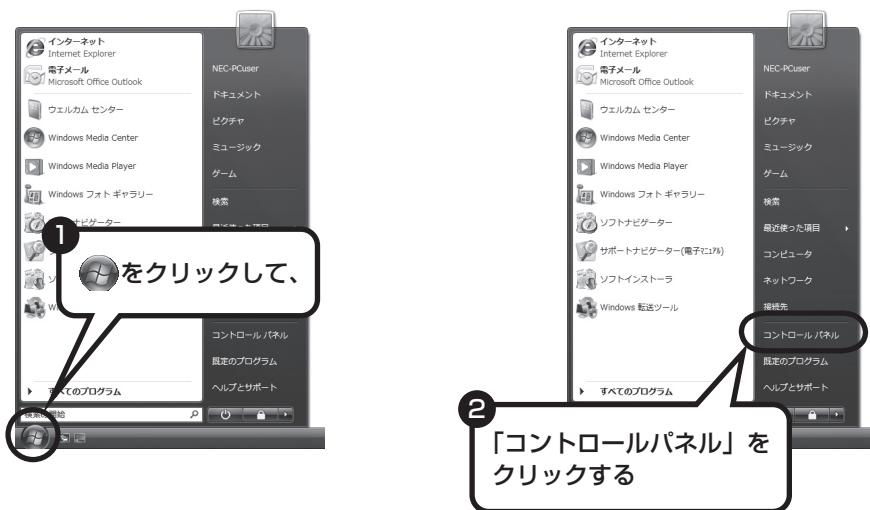 インターネット
Internet Explorer
電子メール
Microsoft Office Outlook
ウェルカム センター
Windows Media Center
Windows Media Player
Windows フォト ギャラリー
ナビゲーター
すべてのプログラム
NEC-PCuser
ドキュメント
ピクチャ
ミュージック
ゲーム
検索
コントロール パネル
既定のプログラム
ヘルプとサポート
1
をクリックして、
インターネット
Internet Explorer
電子メール
Microsoft Office Outlook
ウェルカム センター
Windows Media Center
Windows Media Player
Windows フォト ギャラリー
ソフトナビゲーター
サポートナビゲーター(電子マニュアル)
ソフトインストーラ
Windows 転送ツール
すべてのプログラム
NEC-PCuser
ドキュメント
ピクチャ
ミュージック
ゲーム
検索
最近使った項目
コンピュータ
ネットワーク
接続先
コントロール パネル
既定のプログラム
ヘルプとサポート
2
「コントロールパネル」を
クリックする